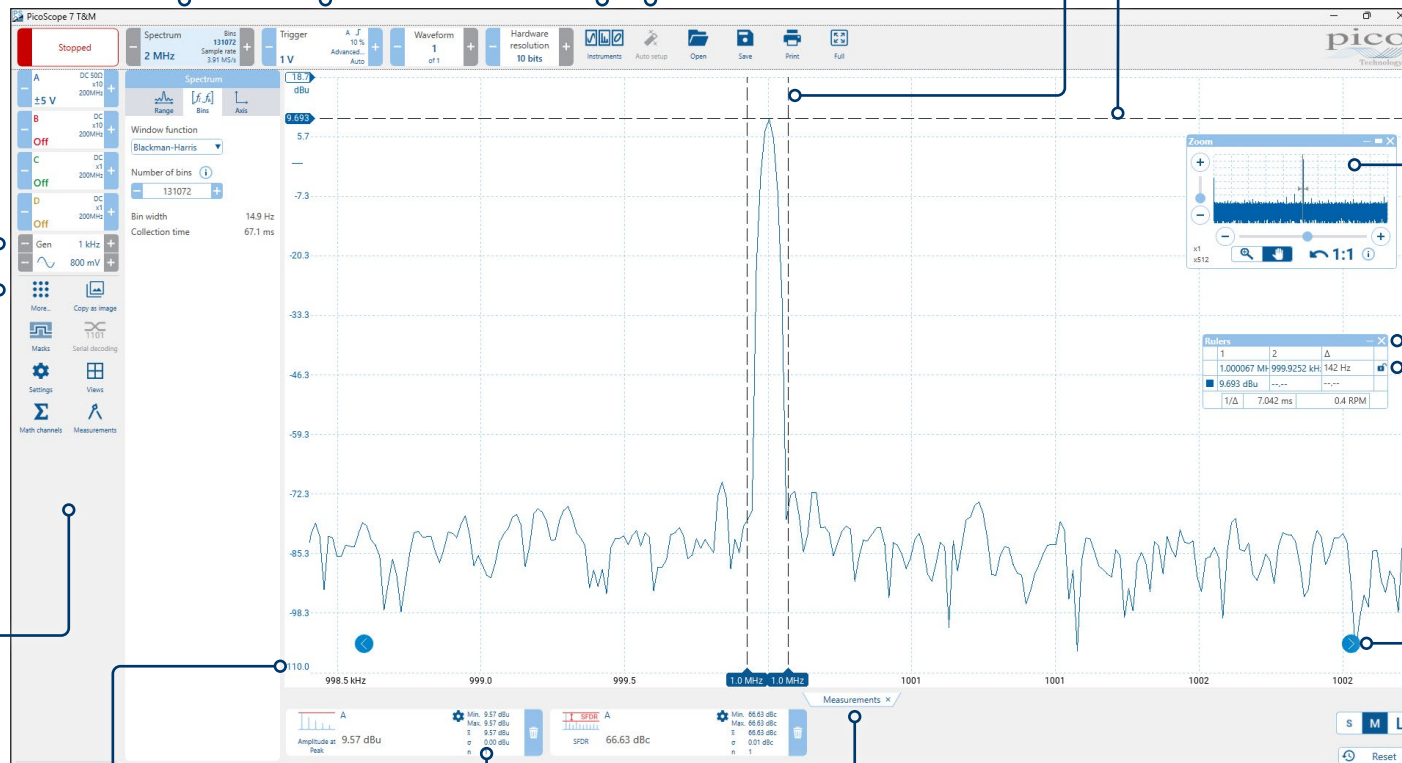 PicoScope 7 T&M
Stopped
Spectrum
2 MHz
Bins
131072
Sample rate
3.91 MS/s
Trigger
1 V
A
10 %
Advanced...
Auto
Waveform
1
of 1
Hardware
resolution
10 bits
Instruments
Auto setup
Open
Save
Print
Full
pico
Technology
A
DC 50Ω
x10
200MHz
±5 V
B
DC
x10
200MHz
Off
C
DC
x1
200MHz
Off
D
DC
x1
200MHz
Off
Gen
1 kHz
800 mV
More...
Copy as image
Masks
1101
Serial decoding
Settings
Views
Math channels
Measurements
Spectrum
Range
Bins
Axis
Window function
Blackman-Harris
Number of bins
131072
Bin width
14.9 Hz
Collection time
67.1 ms
18.7
dBu
9.693
5.7
-7.3
-20.3
-33.3
-46.3
-59.3
-72.3
-85.3
-98.3
110.0
998.5 kHz
999.0
999.5
1.0 MHz
1.0 MHz
1001
1001
1002
1002
Zoom
x1
x512
1:1
Rulers
1
2
Δ
1.000067 MH
999.9252 kH
142 Hz
9.693 dBu
--.--
--.--
1/Δ
7.042 ms
0.4 RPM
Measurements ×
A
Amplitude at
Peak
9.57 dBu
Min. 9.57 dBu
Max. 9.57 dBu
9.57 dBu
σ 0.00 dBu
n
SFDR
A
SFDR
66.63 dBc
Min. 66.63 dBc
Max. 66.63 dBc
66.63 dBc
σ 0.01 dBc
n 1
S
M
L
Reset